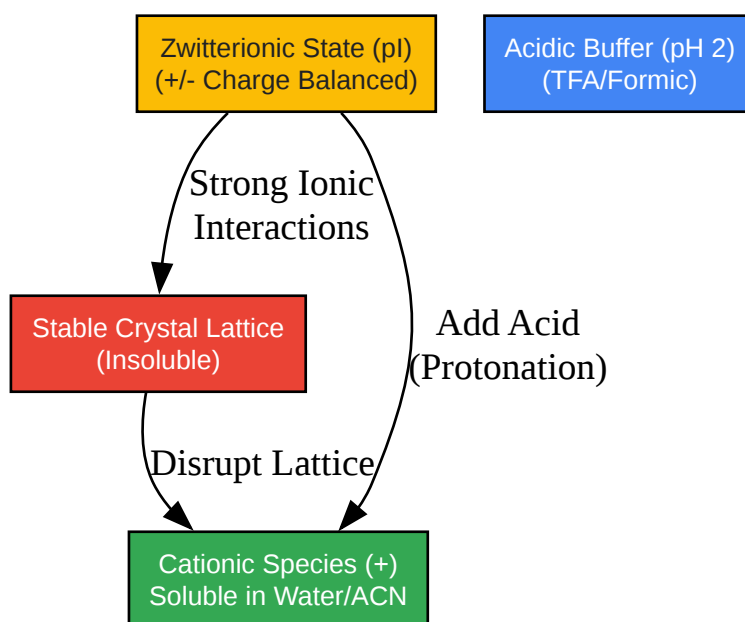 Zwitterionic State (pI)
(+/- Charge Balanced)
Acidic Buffer (pH 2)
(TFA/Formic)
Strong Ionic
Interactions
Stable Crystal Lattice
(Insoluble)
Add Acid
(Protonation)
Disrupt Lattice
Cationic Species (+)
Soluble in Water/ACN